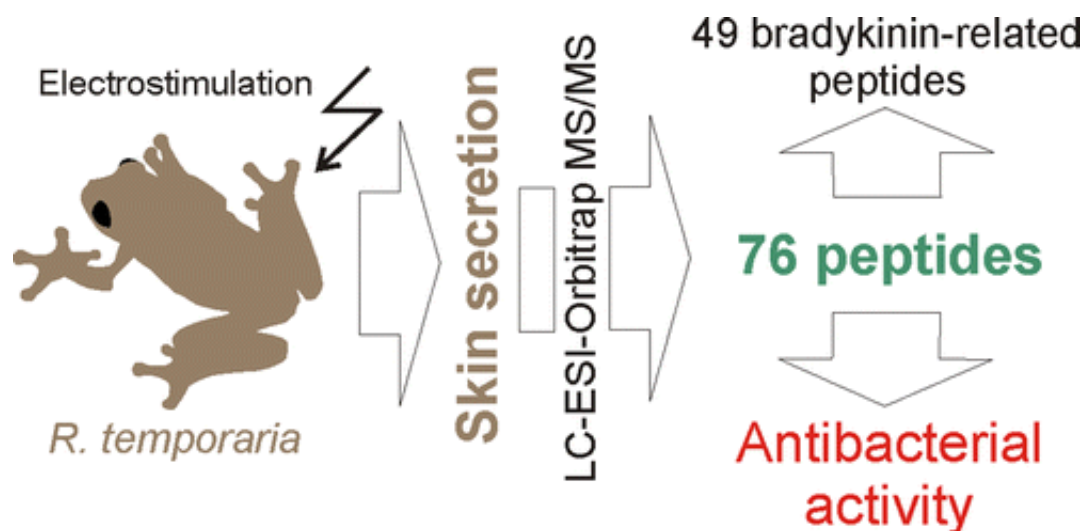 Electrostimulation
R. temporaria
Skin secretion
LC-ESI-Orbitrap MS/MS
49 bradykinin-related
peptides
76 peptides
Antibacterial
activity